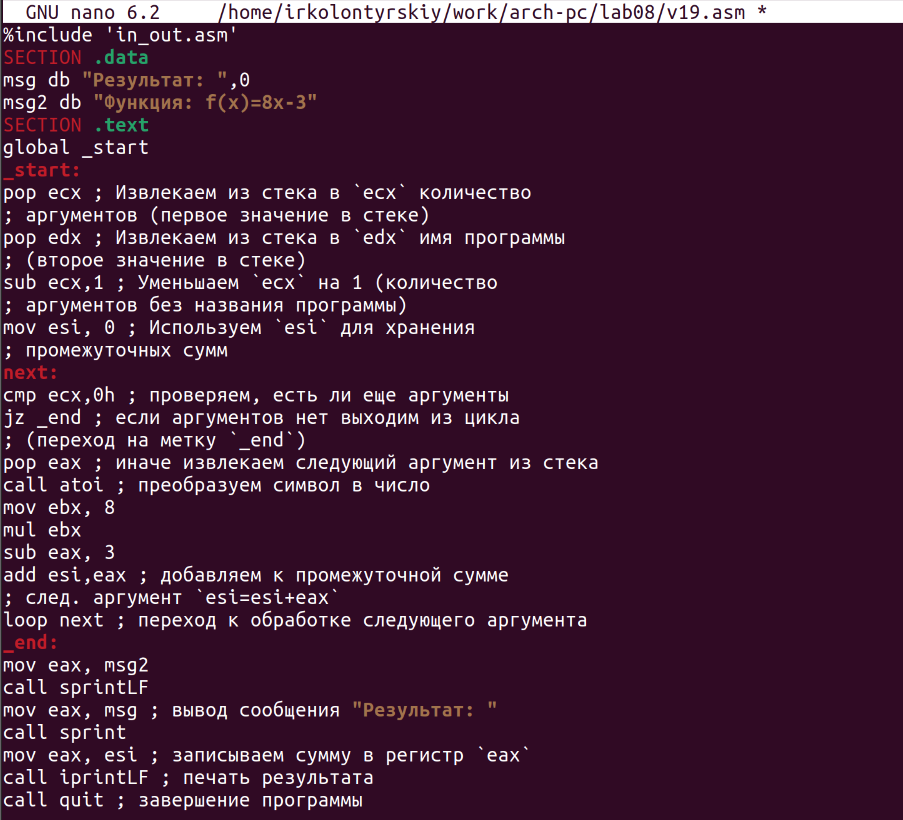 GNU nano 6.2 /home/irkolontyrskiy/work/arch-pc/lab08/v19.asm *
%include 'in_out.asm'
SECTION .data
msg db "Результат: ",0
msg2 db "Функция: f(x)=8x-3"
SECTION .text
global _start
_start:
pop ecx ; Извлекаем из стека в `ecx` количество
; аргументов (первое значение в стеке)
pop edx ; Извлекаем из стека в `edx` имя программы
; (второе значение в стеке)
sub ecx,1 ; Уменьшаем `ecx` на 1 (количество
; аргументов без названия программы)
mov esi, 0 ; Используем `esi` для хранения
; промежуточных сумм
next:
cmp ecx,0h ; проверяем, есть ли еще аргументы
jz _end ; если аргументов нет выходим из цикла
; (переход на метку `_end`)
pop eax ; иначе извлекаем следующий аргумент из стека
call atoi ; преобразуем символ в число
mov ebx, 8
mul ebx
sub eax, 3
add esi,eax ; добавляем к промежуточной сумме
; след. аргумент `esi=esi+eax`
loop next ; переход к обработке следующего аргумента
_end:
mov eax, msg2
call sprintLF
mov eax, msg ; вывод сообщения "Результат: "
call sprint
mov eax, esi ; записываем сумму в регистр `eax`
call iprintLF ; печать результата
call quit ; завершение программы